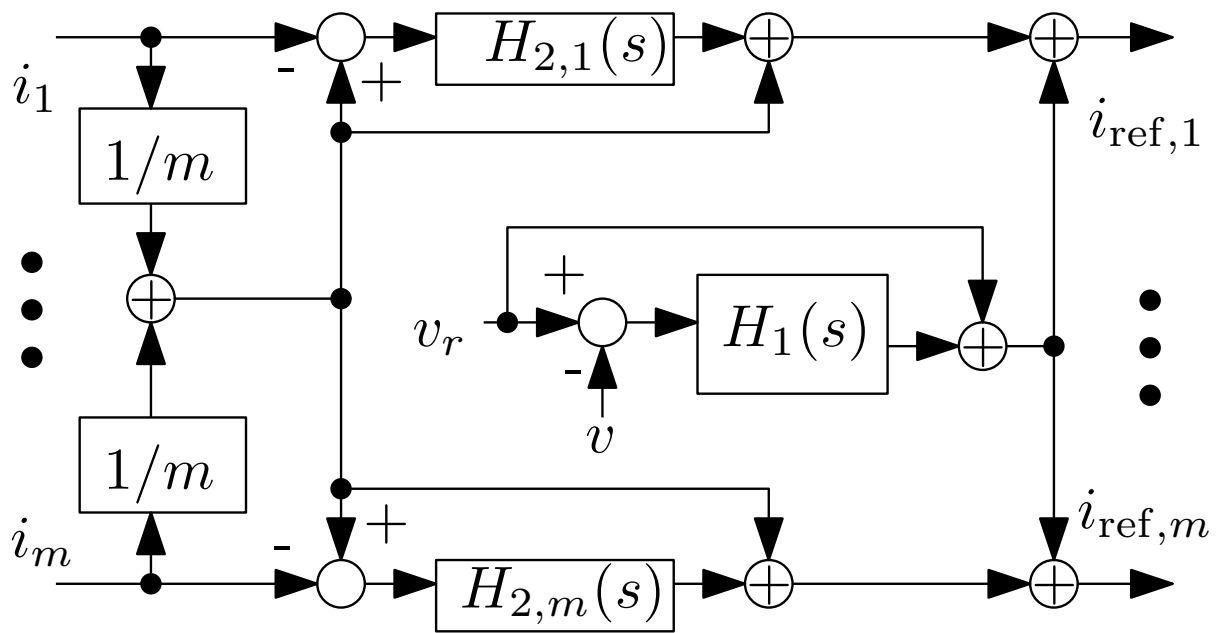 H_{2,1}(s)
-
+
i_1
i_{ref,1}
1/m
+
v_r
H_1(s)
-
v
1/m
i_{ref,m}
+
-
i_m
H_{2,m}(s)